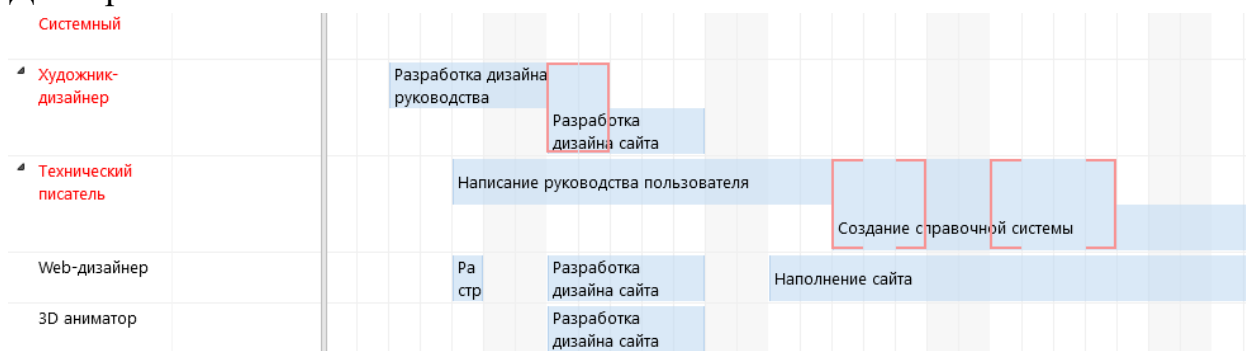 Системный
Художник-
дизайнер
Разработка дизайна
руководства
Разработка
дизайна сайта
Технический
писатель
Написание руководства пользователя
Создание справочной системы
Web-дизайнер
Ра
стр
Разработка
дизайна сайта
Наполнение сайта
3D аниматор
Разработка
дизайна сайта